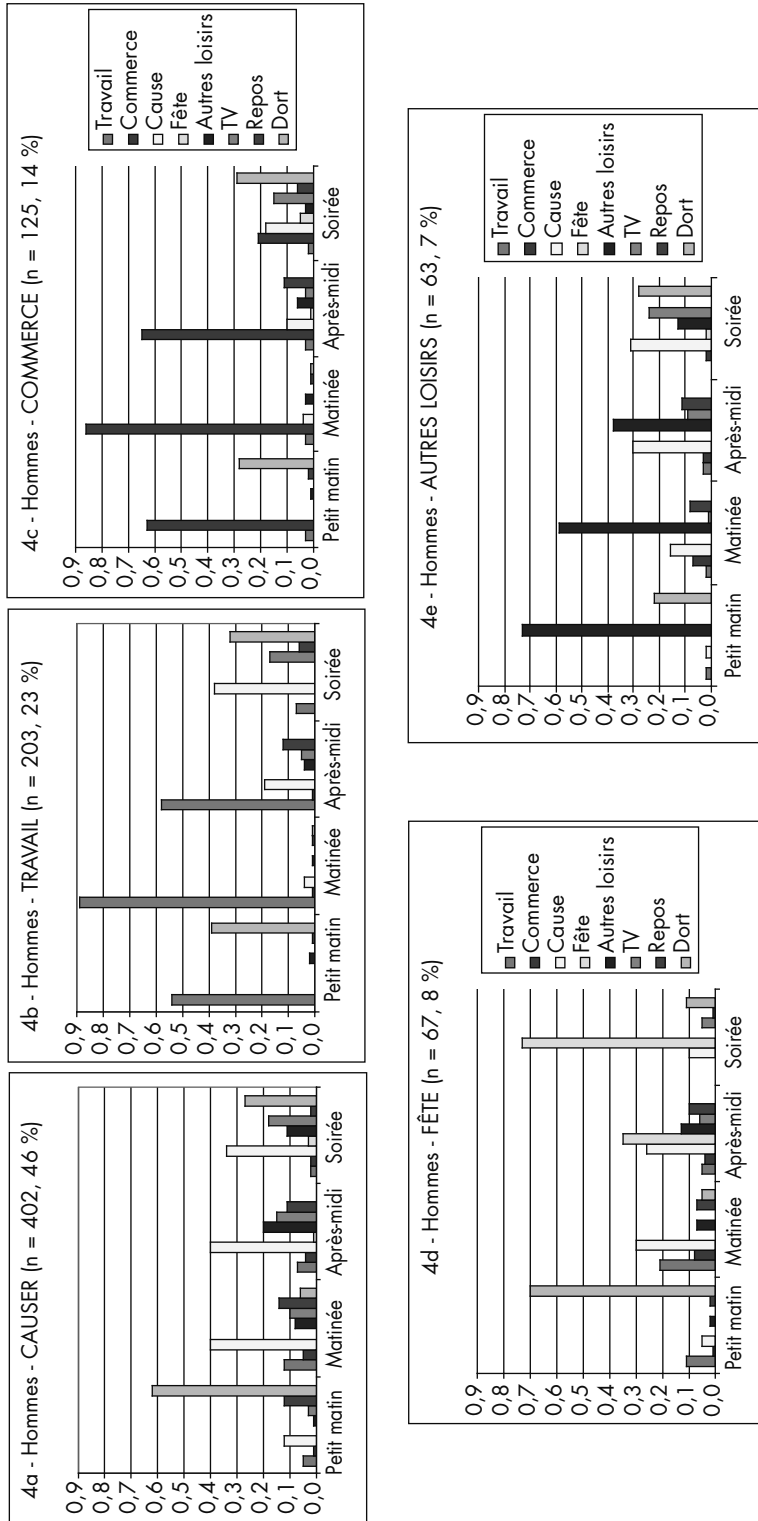 4a - Hommes - CAUSER (n = 402, 46 %)
0,9
0,8
0,7
0,6
0,5
0,4
0,3
0,2
0,1
0,0
Petit matin
Matinée
Après-midi
Soirée
4b - Hommes - TRAVAIL (n = 203, 23 %)
0,9
0,8
0,7
0,6
0,5
0,4
0,3
0,2
0,1
0,0
Petit matin
Matinée
Après-midi
Soirée
4c - Hommes - COMMERCE (n = 125, 14 %)
0,9
0,8
0,7
0,6
0,5
0,4
0,3
0,2
0,1
0,0
Petit matin
Matinée
Après-midi
Soirée
Travail
Commerce
Cause
Fête
Autres loisirs
TV
Repos
Dort
4d - Hommes - FÊTE (n = 67, 8 %)
0,9
0,8
0,7
0,6
0,5
0,4
0,3
0,2
0,1
0,0
Petit matin
Matinée
Après-midi
Soirée
Travail
Commerce
Cause
Fête
Autres loisirs
TV
Repos
Dort
4e - Hommes - AUTRES LOISIRS (n = 63, 7 %)
0,9
0,8
0,7
0,6
0,5
0,4
0,3
0,2
0,1
0,0
Petit matin
Matinée
Après-midi
Soirée
Travail
Commerce
Cause
Fête
Autres loisirs
TV
Repos
Dort